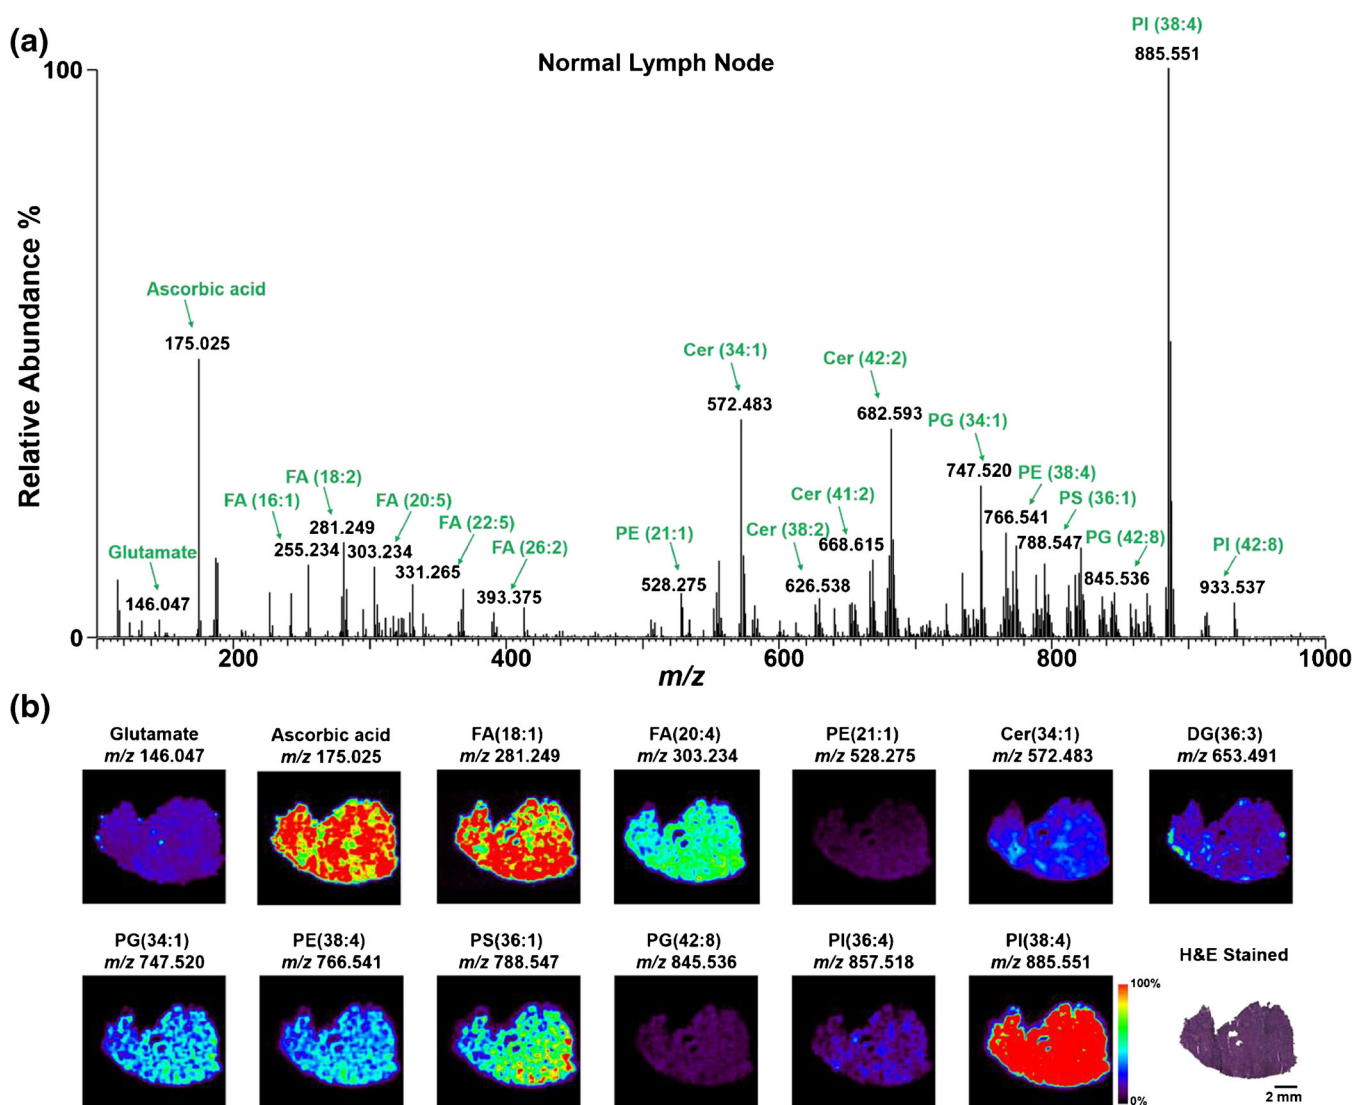 (a)
Normal Lymph Node
PI (38:4)
885.551
100
Relative Abundance %
Ascorbic acid
175.025
Cer (34:1)
572.483
Cer (42:2)
682.593
PG (34:1)
747.520
PE (38:4)
766.541
PS (36:1)
788.547
FA (18:2)
281.249
FA (16:1)
255.234
FA (20:5)
303.234
FA (22:5)
331.265
FA (26:2)
393.375
Glutamate
146.047
PE (21:1)
528.275
Cer (38:2)
626.538
Cer (41:2)
668.615
PG (42:8)
845.536
PI (42:8)
933.537
0
200
400
600
800
1000
m/z
(b)
Glutamate
m/z 146.047
Ascorbic acid
m/z 175.025
FA(18:1)
m/z 281.249
FA(20:4)
m/z 303.234
PE(21:1)
m/z 528.275
Cer(34:1)
m/z 572.483
DG(36:3)
m/z 653.491
PG(34:1)
m/z 747.520
PE(38:4)
m/z 766.541
PS(36:1)
m/z 788.547
PG(42:8)
m/z 845.536
PI(36:4)
m/z 857.518
PI(38:4)
m/z 885.551
100%
0%
H&E Stained
2 mm